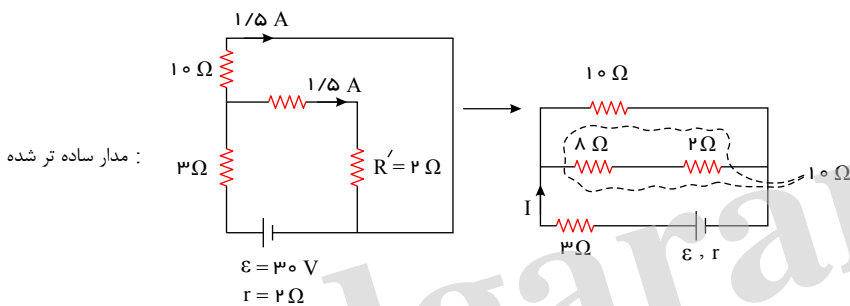 ۱/۵ A
۱۰ Ω
۱/۵ A
۳Ω
R′ = ۲ Ω
ε = ۳۰ V
r = ۲ Ω
مدار ساده تر شده :
۱۰ Ω
۸ Ω
۲Ω
۱۰ Ω
I
۳Ω
ε , r